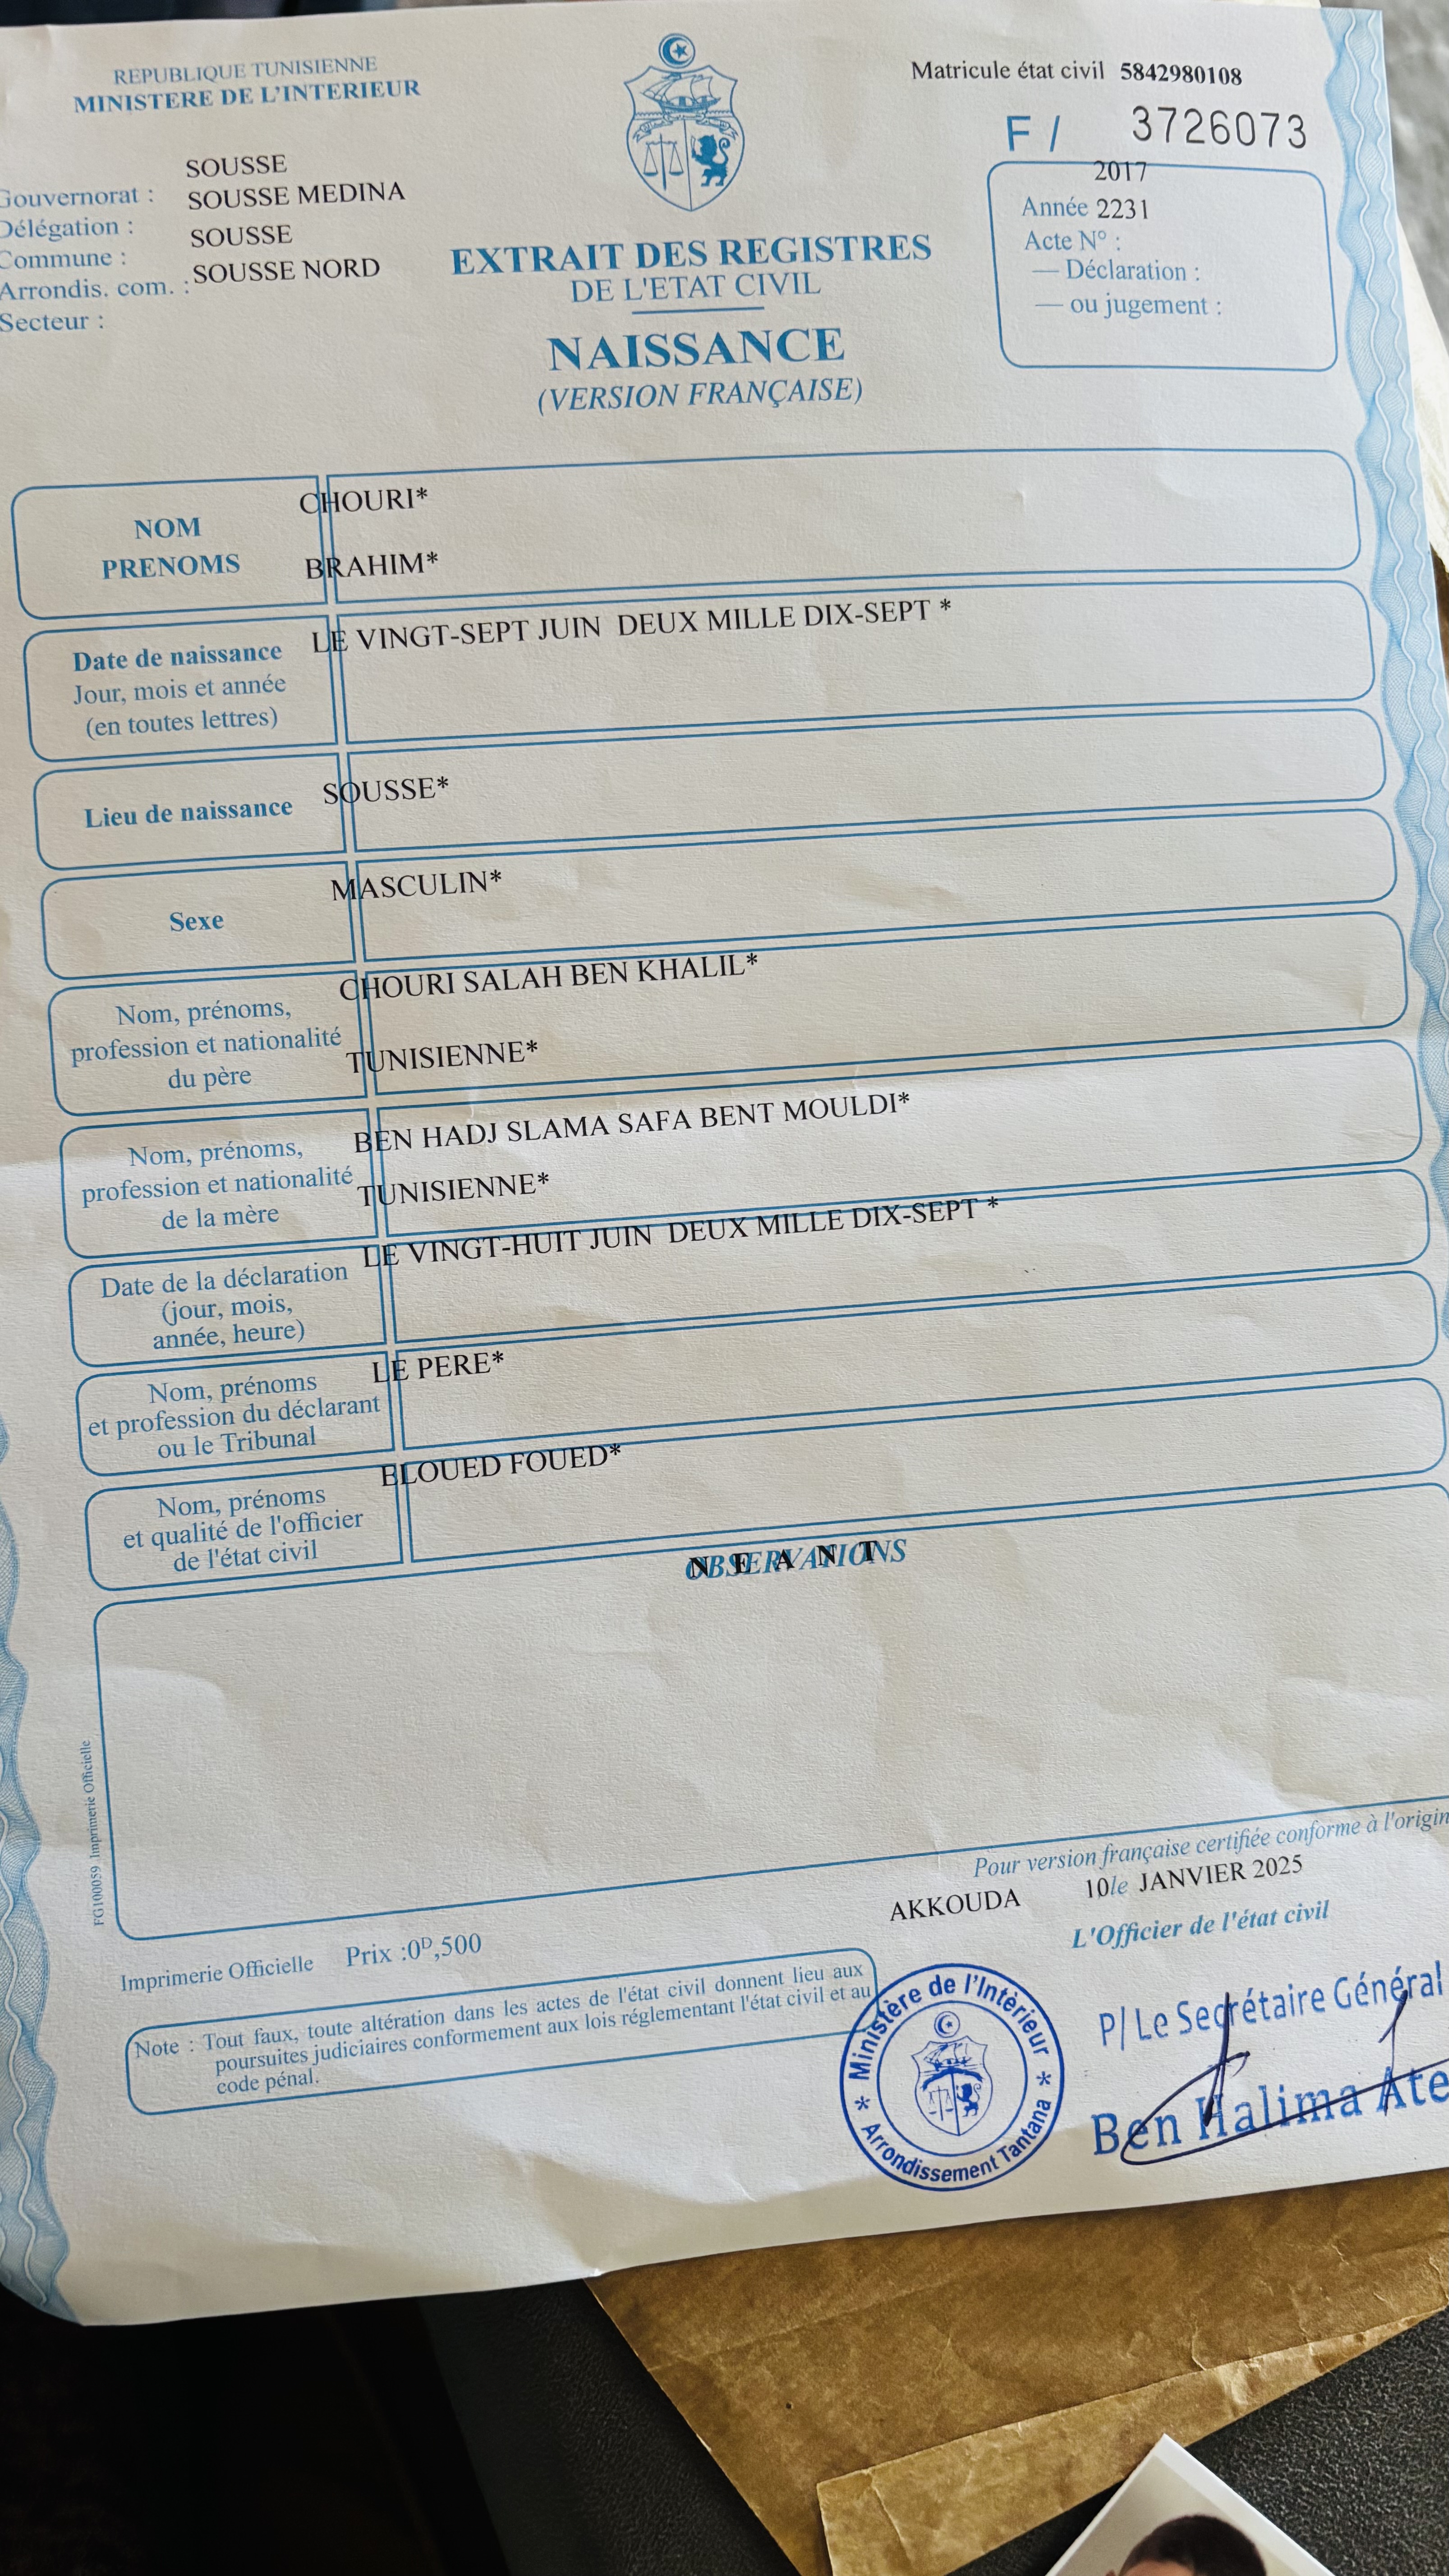 REPUBLIQUE TUNISIENNE
MINISTERE DE L'INTERIEUR
Matricule état civil 5842980108
F / 3726073
SOUSSE
Gouvernorat : SOUSSE MEDINA
Délégation : SOUSSE
Commune : SOUSSE NORD
Arrondis. com. :
Secteur :
2017
Année 2231
Acte N° :
— Déclaration :
— ou jugement :
EXTRAIT DES REGISTRES
DE L'ETAT CIVIL
NAISSANCE
(VERSION FRANÇAISE)
NOM CHOURI*
PRENOMS BRAHIM*
Date de naissance LE VINGT-SEPT JUIN DEUX MILLE DIX-SEPT *
Jour, mois et année
(en toutes lettres)
Lieu de naissance SOUSSE*
Sexe MASCULIN*
Nom, prénoms, CHOURI SALAH BEN KHALIL*
profession et nationalité TUNISIENNE*
du père
Nom, prénoms, BEN HADJ SLAMA SAFA BENT MOULDI*
profession et nationalité TUNISIENNE*
de la mère
Date de la déclaration LE VINGT-HUIT JUIN DEUX MILLE DIX-SEPT *
(jour, mois,
année, heure)
Nom, prénoms LE PERE*
et profession du déclarant
ou le Tribunal
Nom, prénoms ELOUED FOUED*
et qualité de l'officier
de l'état civil
OBSERVATIONS
N E A N T
FG100059 Imprimerie Officielle
Pour version française certifiée conforme à l'origin
AKKOUDA 10le JANVIER 2025
L'Officier de l'état civil
Imprimerie Officielle Prix :0D,500
Note : Tout faux, toute altération dans les actes de l'état civil donnent lieu aux
poursuites judiciaires conformement aux lois réglementant l'état civil et au
code pénal.
* Ministère de l'Intèrieur *
Arrondissement Tantana
P/ Le Secrétaire Général
Ben Halima Ate